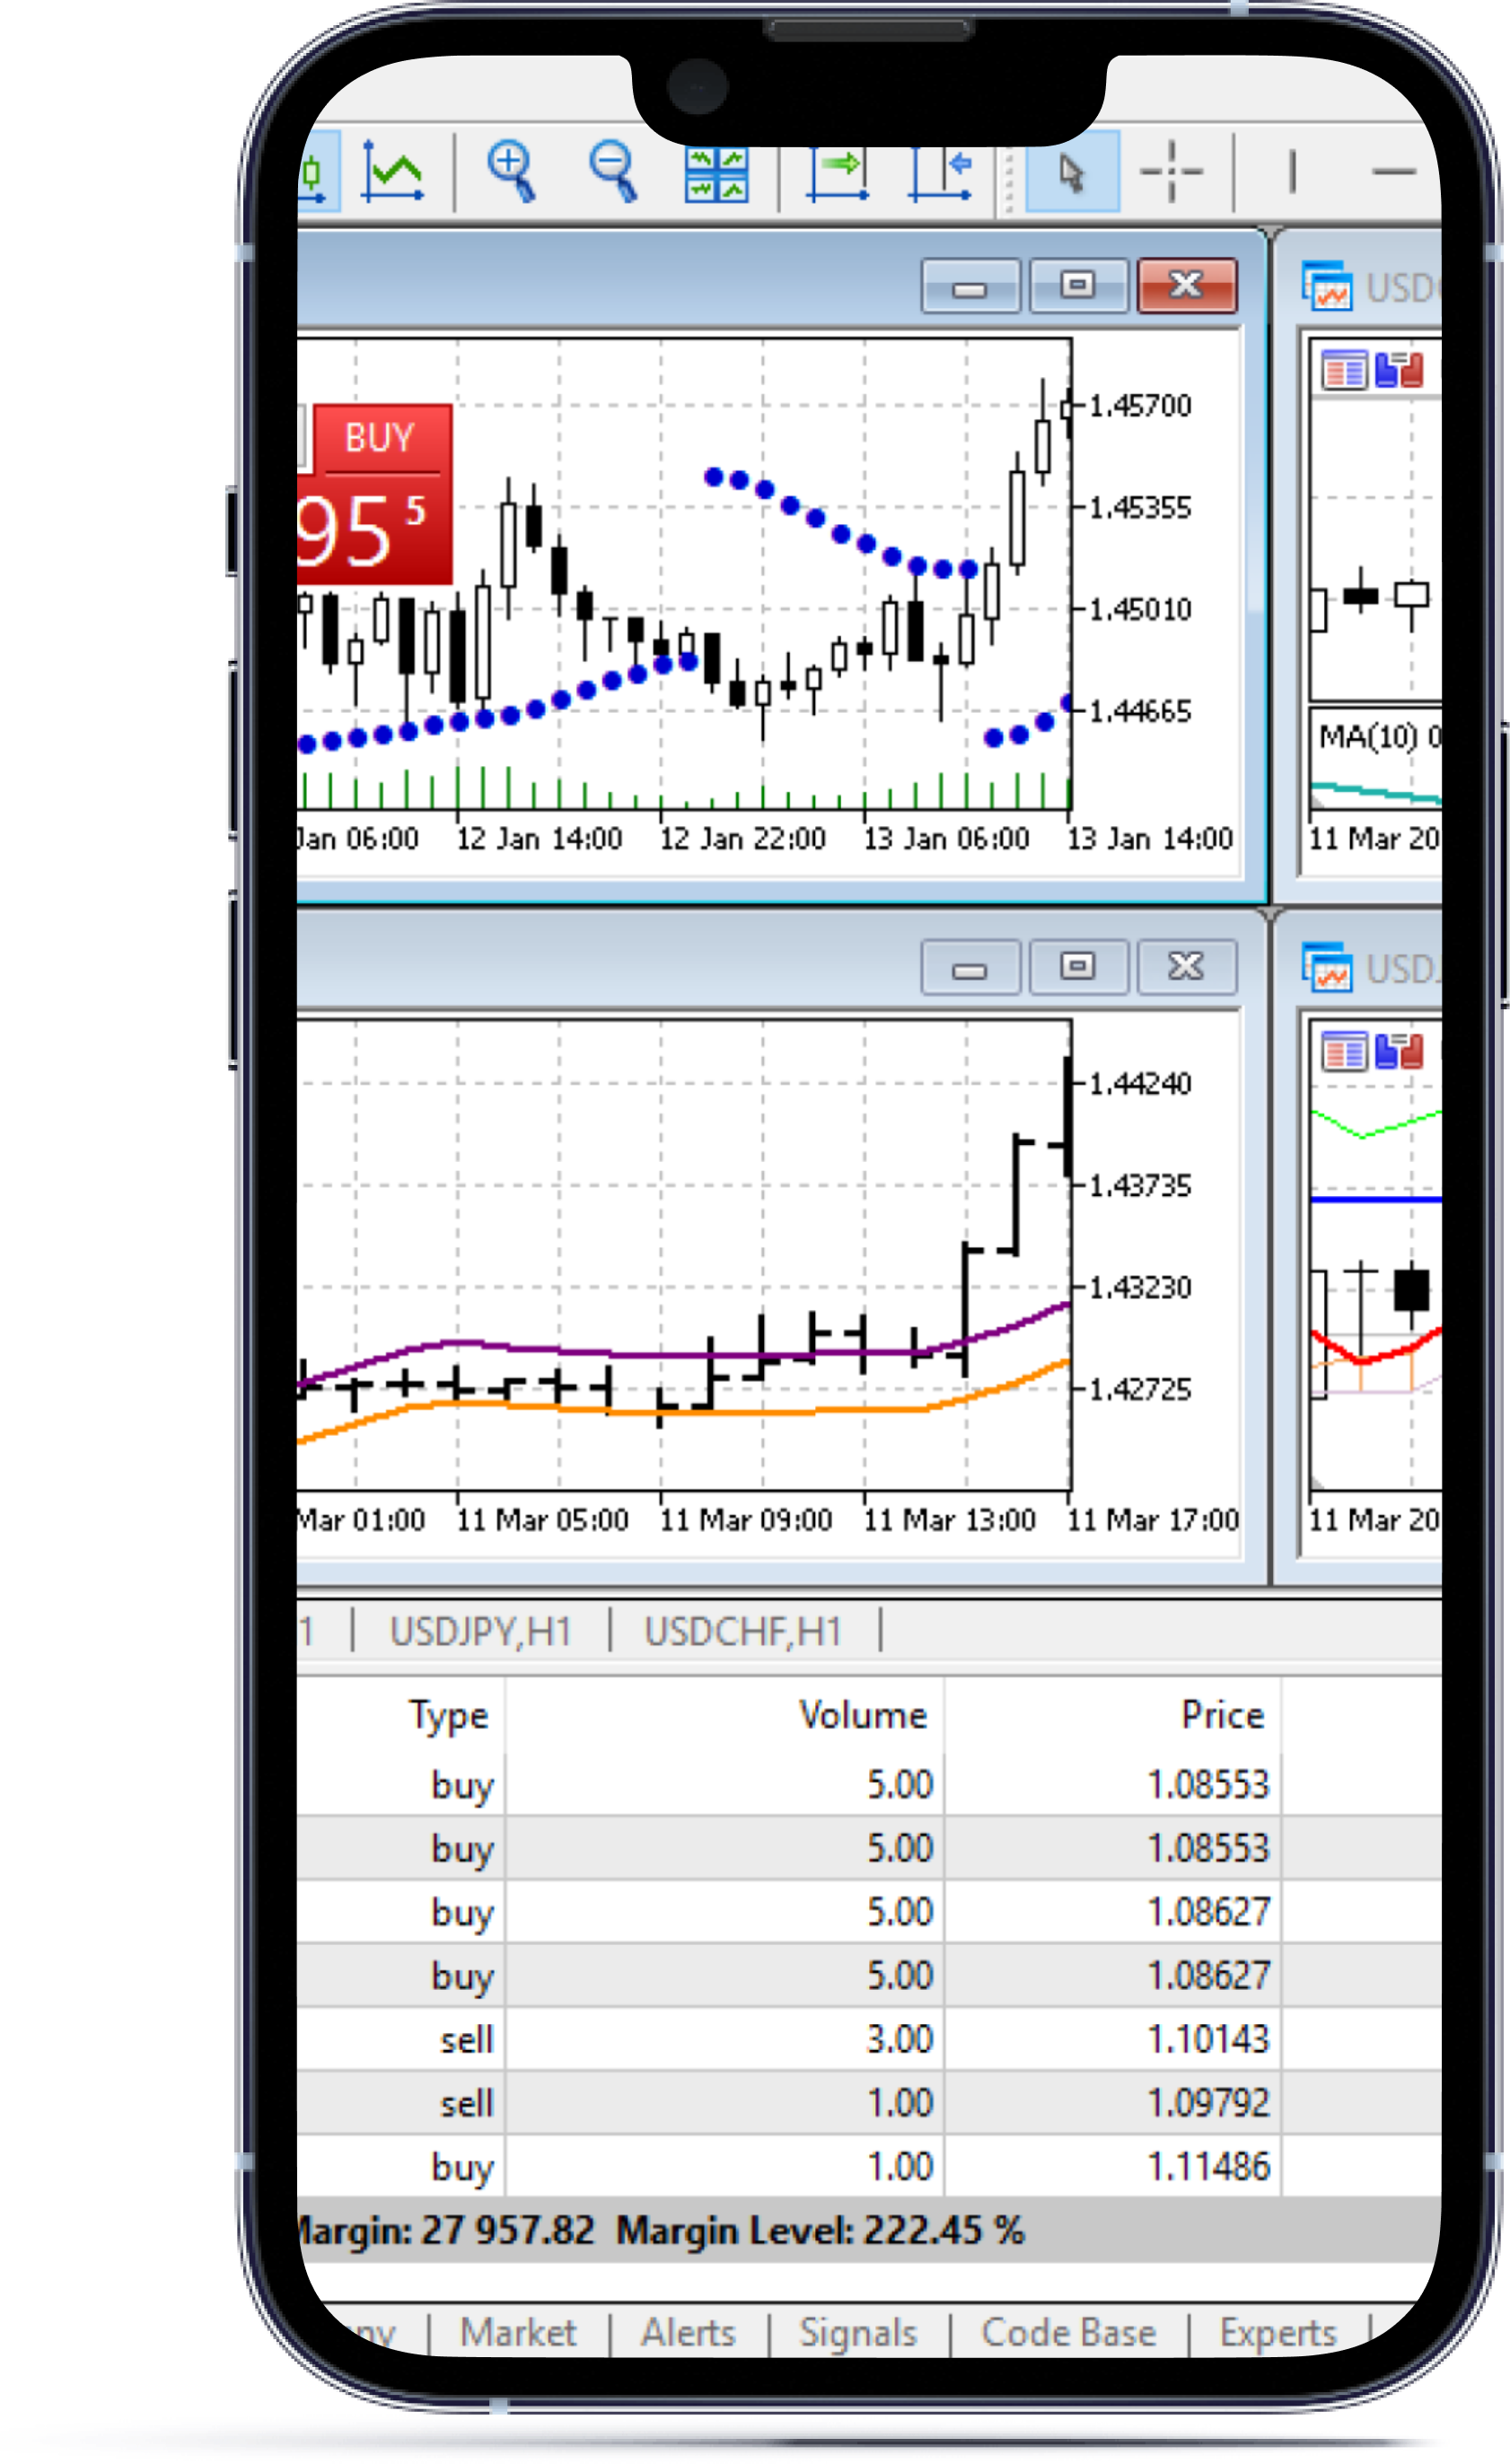 USD
BUY
95 5
1.45700
1.45355
1.45010
1.44665
MA(10) 0
Jan 06:00 12 Jan 14:00 12 Jan 22:00 13 Jan 06:00 13 Jan 14:00
11 Mar 20
USDJ
1.44240
1.43735
1.43230
1.42725
Mar 01:00 11 Mar 05:00 11 Mar 09:00 11 Mar 13:00 11 Mar 17:00
11 Mar 20
1 | USDJPY,H1 | USDCHF,H1 |
Type Volume Price
buy 5.00 1.08553
buy 5.00 1.08553
buy 5.00 1.08627
buy 5.00 1.08627
sell 3.00 1.10143
sell 1.00 1.09792
buy 1.00 1.11486
Margin: 27 957.82 Margin Level: 222.45 %
ny | Market | Alerts | Signals | Code Base | Experts |